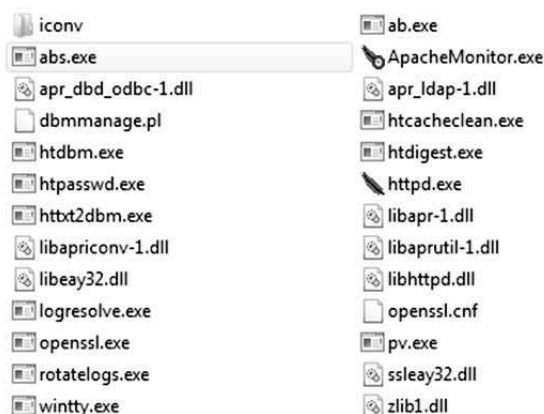 iconv ab.exe
abs.exe ApacheMonitor.exe
apr_dbd_odbc-1.dll apr_ldap-1.dll
dbmmanage.pl htcacheclean.exe
htdbm.exe htdigest.exe
htpasswd.exe httpd.exe
httxt2dbm.exe libapr-1.dll
libapriconv-1.dll libaprutil-1.dll
libeay32.dll libhttpd.dll
logresolve.exe openssl.cnf
openssl.exe pv.exe
rotatelogs.exe ssleay32.dll
wintty.exe zlib1.dll